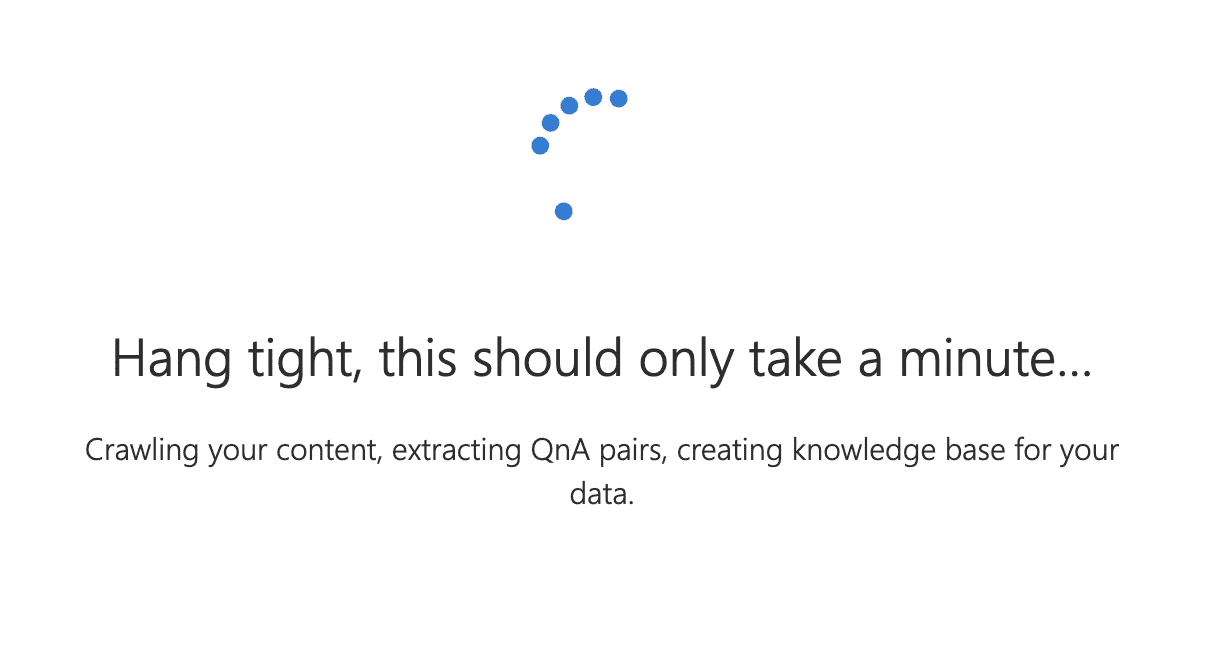 Hang tight, this should only take a minute...
Crawling your content, extracting QnA pairs, creating knowledge base for your
data.